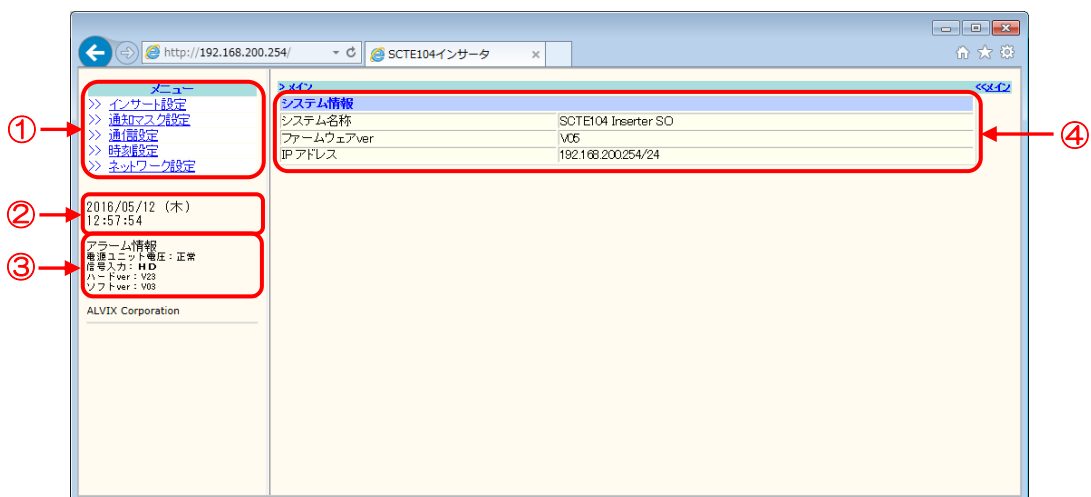 http://192.168.200.254/
SCTE104インサータ
メニュー
>> インサート設定
>> 通知マスク設定
>> 通信設定
>> 時刻設定
>> ネットワーク設定
①
2016/05/12 (木)
12:57:54
②
アラーム情報
電源ユニット電圧：正常
信号入力：HD
ハードver：V23
ソフトver：V03
③
ALVIX Corporation
> メイン
<<メイン
システム情報
システム名称 SCTE104 Inserter SO
ファームウェアver V05
IP アドレス 192.168.200.254/24
④